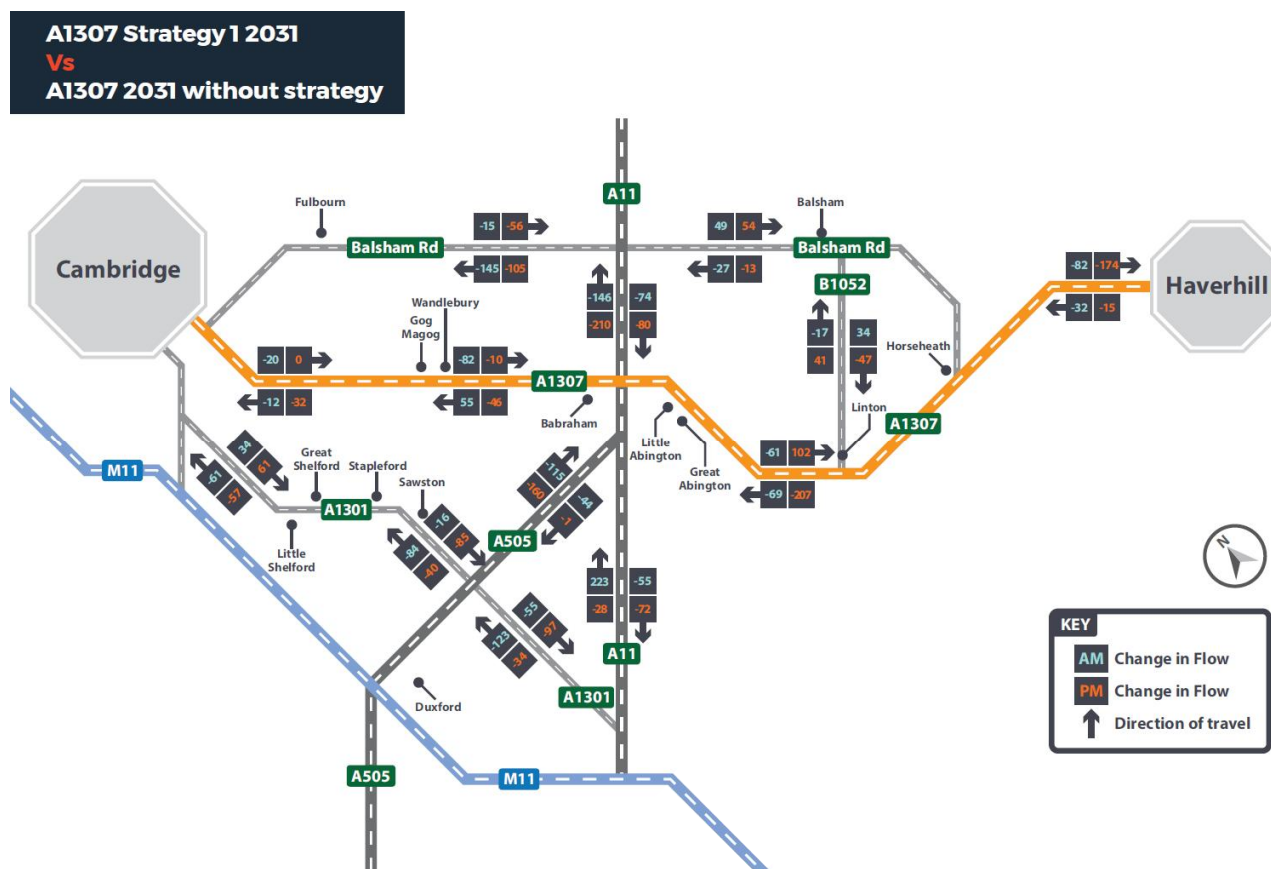 A1307 Strategy 1 2031
Vs
A1307 2031 without strategy
Cambridge
Haverhill
Fulbourn
Balsham Rd
-15 -56
-145 -105
A11
49 54
-27 -13
Balsham
Balsham Rd
B1052
-82 -174
-32 -15
Wandlebury
Gog
Magog
-146
-210
-74
-80
-17
41
34
-47
Horseheath
-20 0
-12 -32
-82 -10
55 -46
A1307
Babraham
Little
Abington
Great
Abington
Linton
A1307
-61 102
-69 -207
M11
34
61
-61
-57
Great
Shelford
Stapleford
Sawston
A1301
Little
Shelford
-16
-85
-84
-40
-115
-160
-44
-1
A505
223
-28
-55
-72
-55
-97
-123
-34
A11
A1301
Duxford
A505
M11
N
KEY
AM Change in Flow
PM Change in Flow
Direction of travel